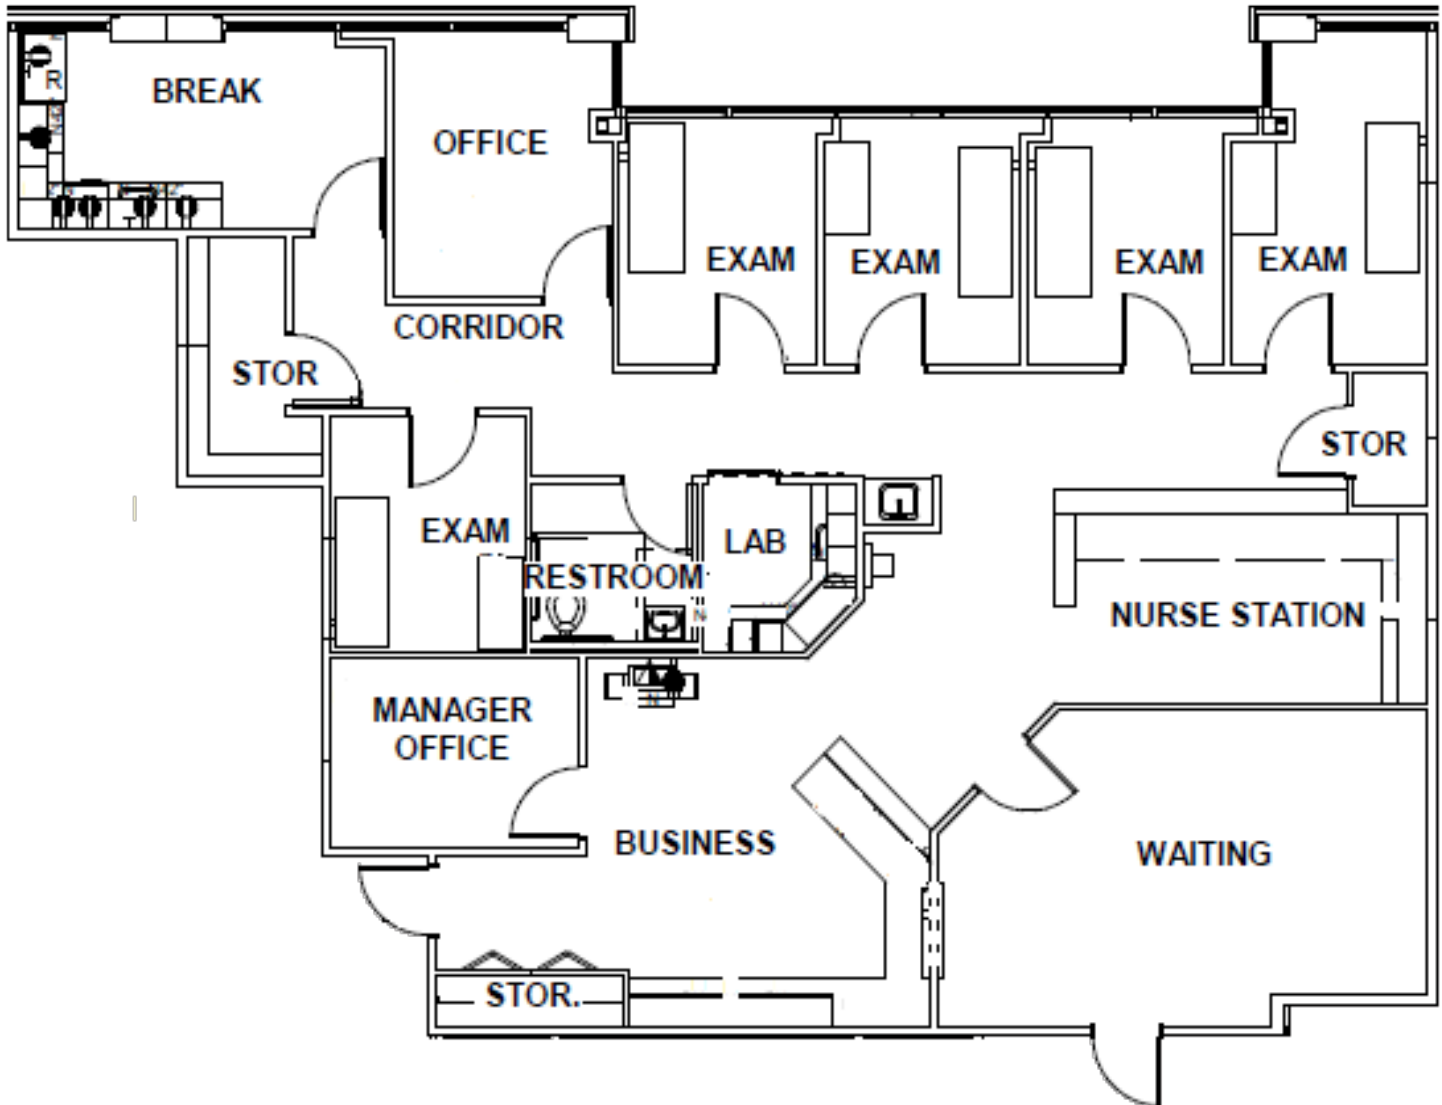 BREAK
R
OFFICE
EXAM
EXAM
EXAM
EXAM
CORRIDOR
STOR
STOR
EXAM
LAB
RESTROOM
NURSE STATION
MANAGER
OFFICE
BUSINESS
WAITING
STOR.